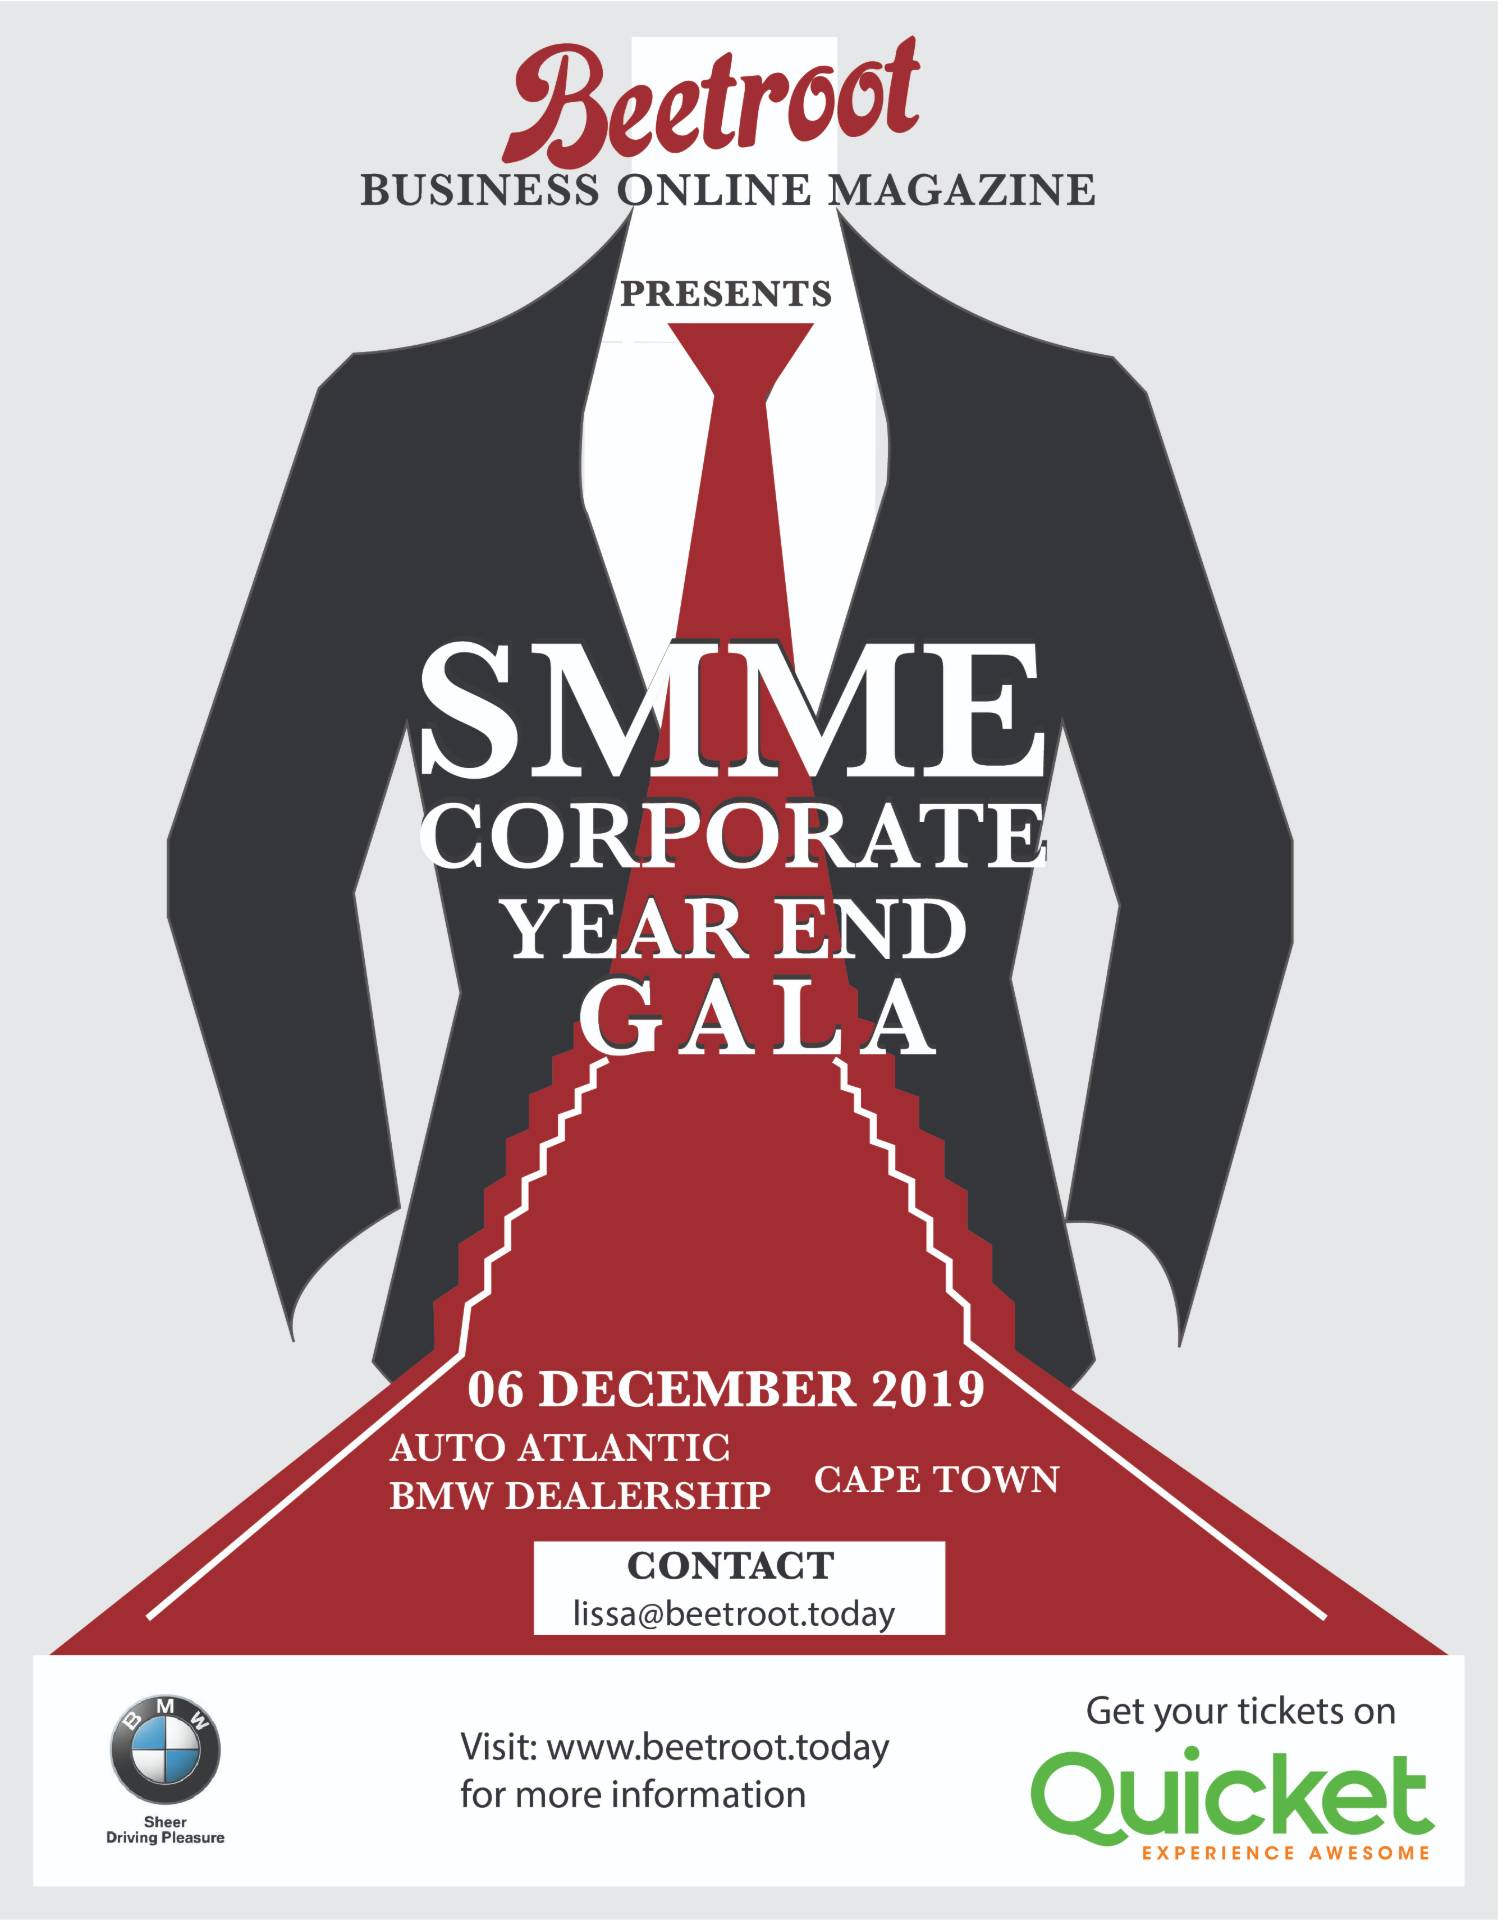 Beetroot
BUSINESS ONLINE MAGAZINE
PRESENTS
SMME
CORPORATE
YEAR END
GALA
06 DECEMBER 2019
AUTO ATLANTIC
BMW DEALERSHIP
CAPE TOWN
CONTACT
lissa@beetroot.today
BMW
Sheer
Driving Pleasure
Visit: www.beetroot.today
for more information
Get your tickets on
Quicket
EXPERIENCE AWESOME